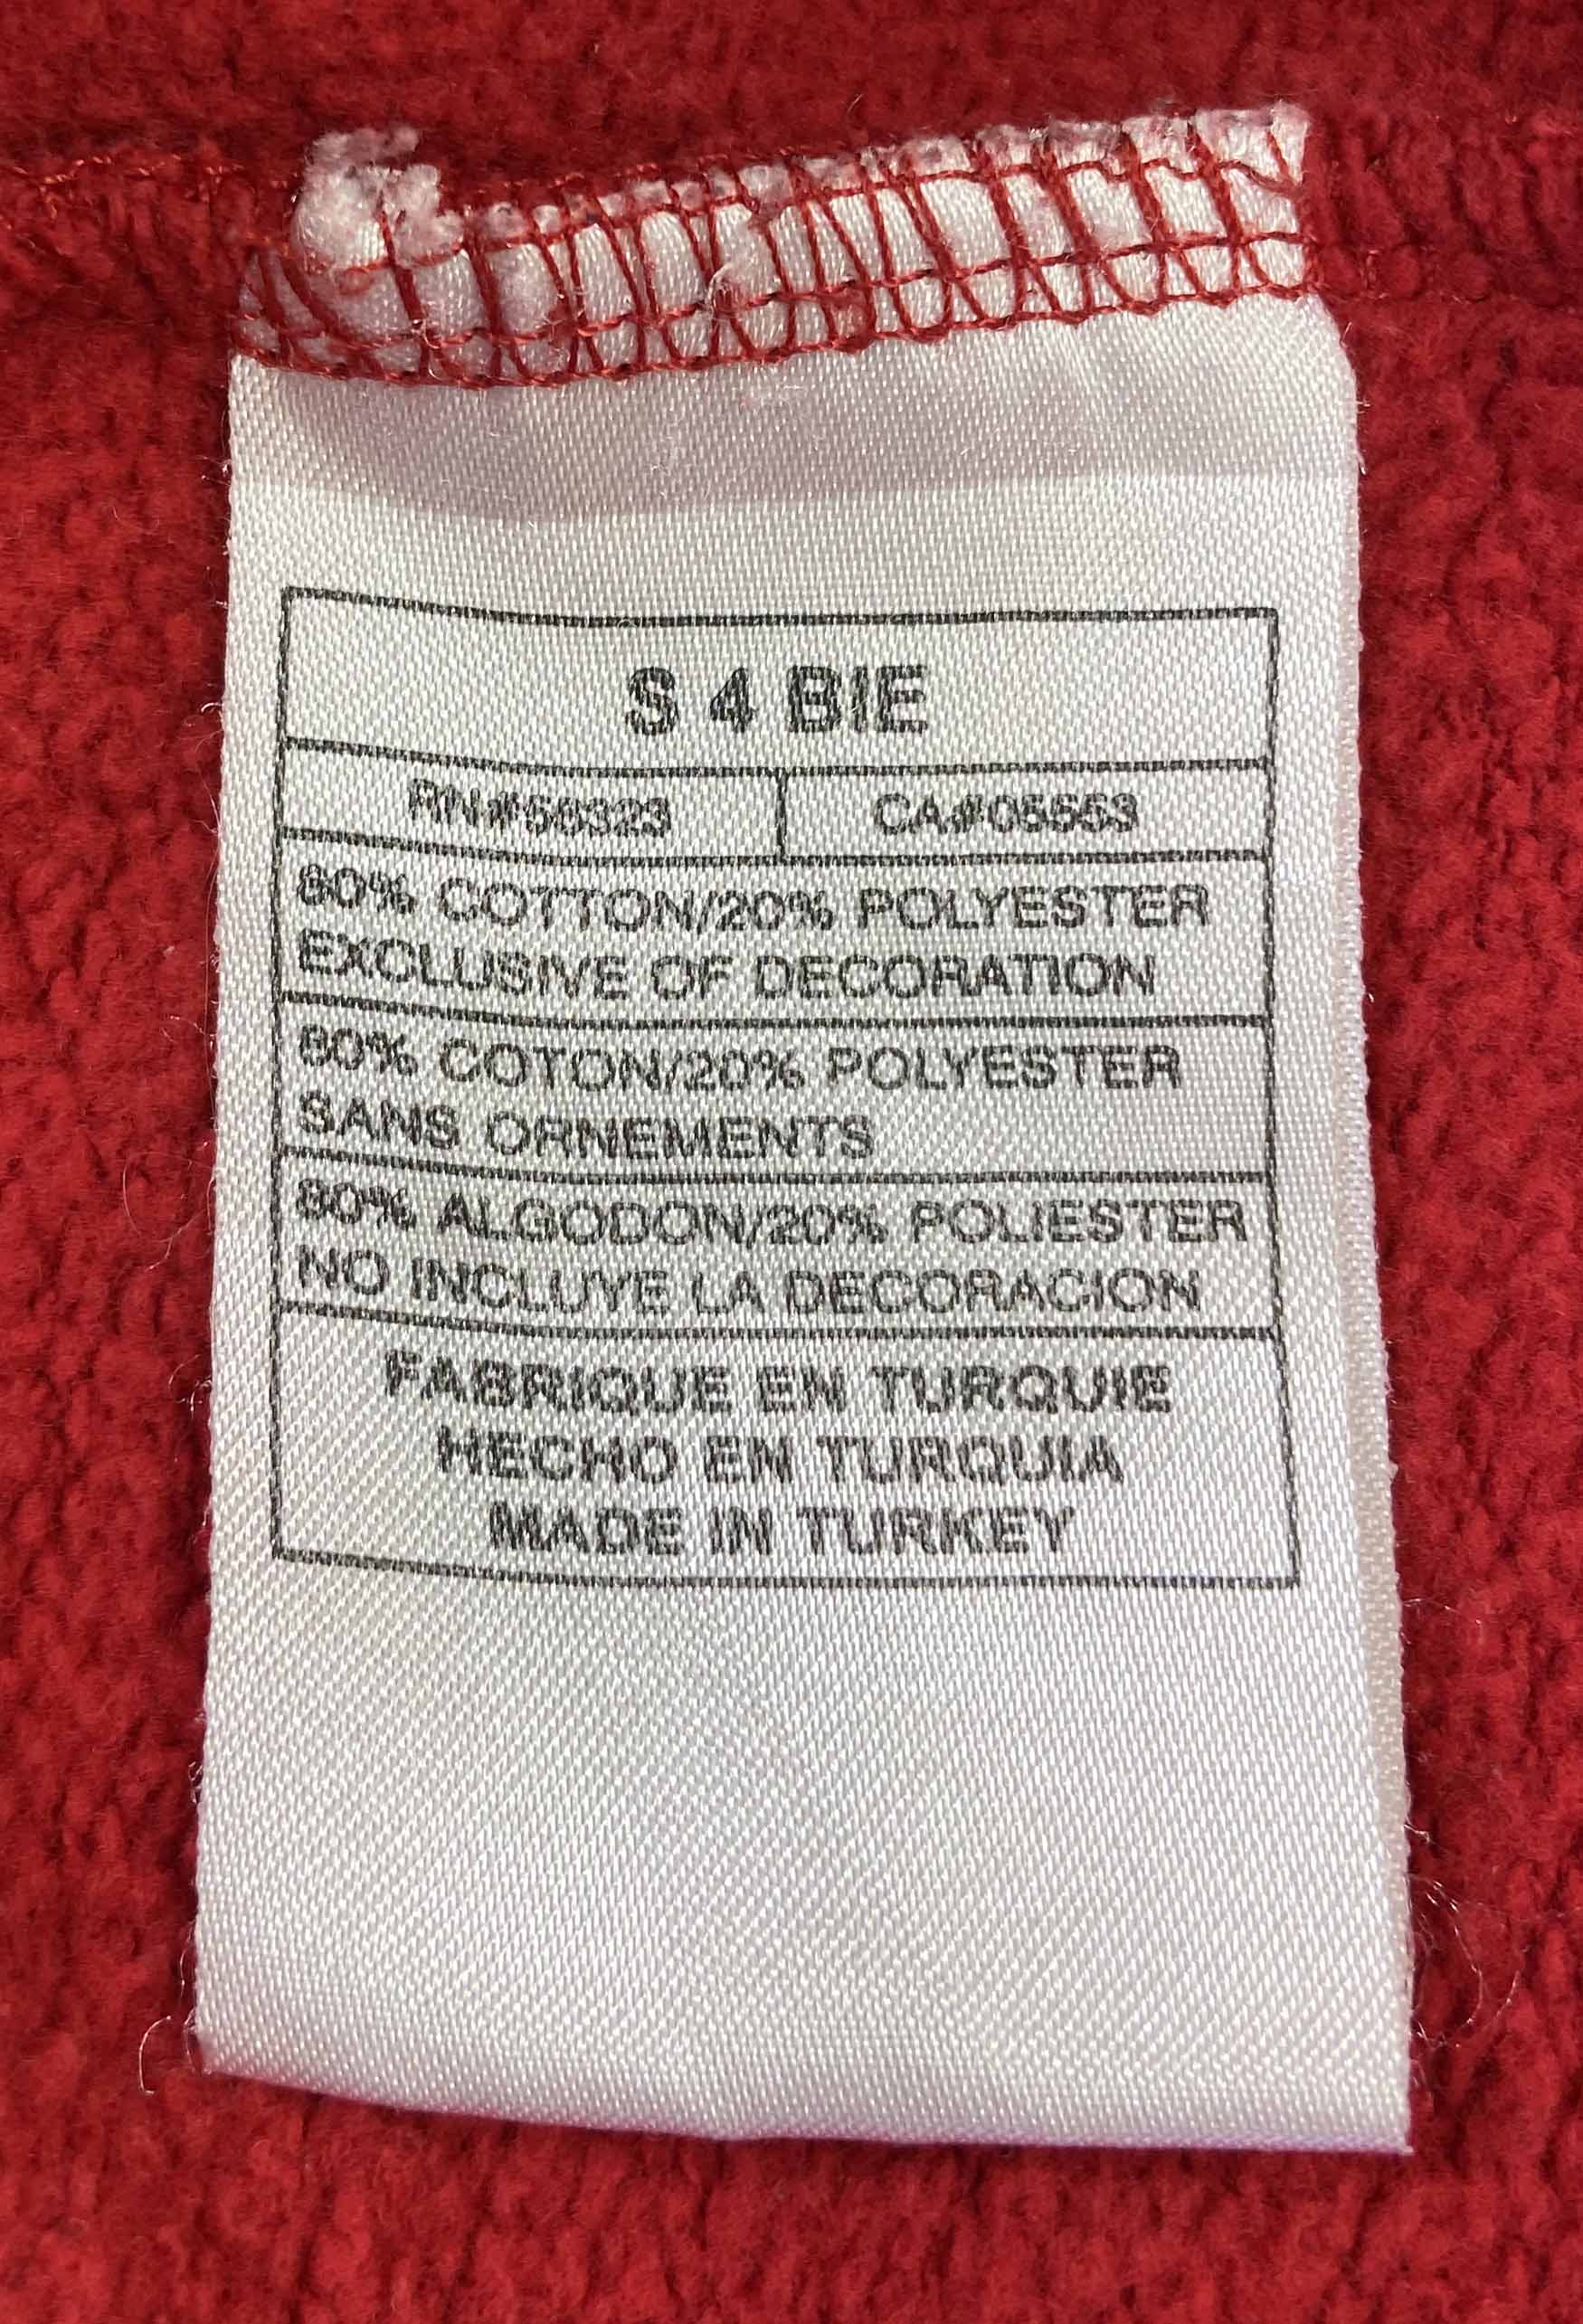 S 4 BIE
RN#56323 CA#05553
80% COTTON/20% POLYESTER
EXCLUSIVE OF DECORATION
80% COTON/20% POLYESTER
SANS ORNEMENTS
80% ALGODON/20% POLIESTER
NO INCLUYE LA DECORACION
FABRIQUE EN TURQUIE
HECHO EN TURQUIA
MADE IN TURKEY